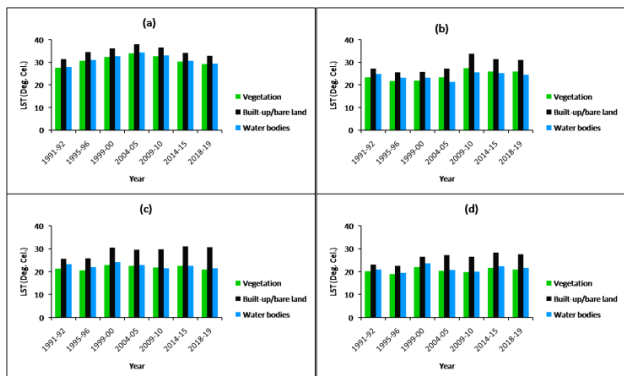 (a)
LST (Deg. Cel.)
40
30
20
10
0
1991-92
1995-96
1999-00
2004-05
2009-10
2014-15
2018-19
Year
Vegetation
Built-up/bare land
Water bodies
(b)
LST (Deg. Cel.)
40
30
20
10
0
1991-92
1995-96
1999-00
2004-05
2009-10
2014-15
2018-19
Year
Vegetation
Built-up/bare land
Water bodies
(c)
LST (Deg. Cel.)
40
30
20
10
0
1991-92
1995-96
1999-00
2004-05
2009-10
2014-15
2018-19
Year
Vegetation
Built-up/bare land
Water bodies
(d)
LST (Deg. Cel.)
40
30
20
10
0
1991-92
1995-96
1999-00
2004-05
2009-10
2014-15
2018-19
Year
Vegetation
Built-up/bare land
Water bodies